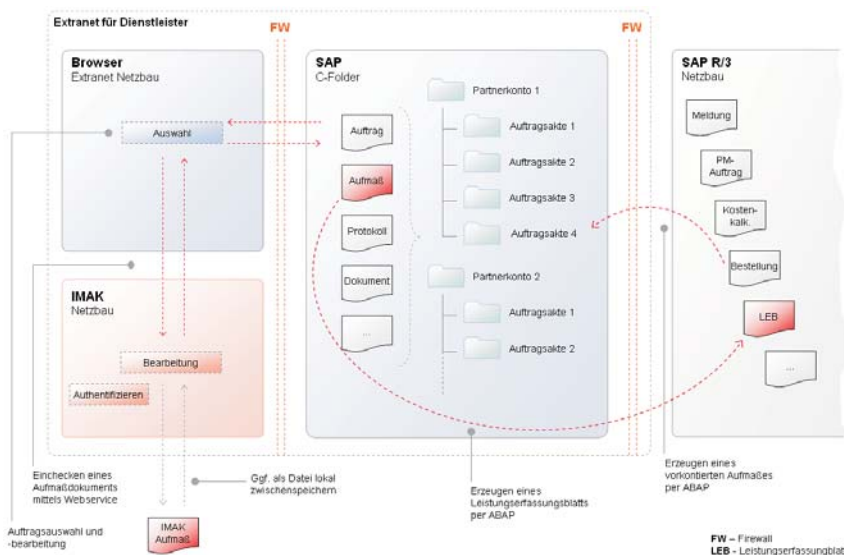 Extranet für Dienstleister
FW
FW
Browser
Extranet Netzbau
Auswahl
SAP
C-Folder
Auftrag
Aufmaß
Protokoll
Dokument
...
Partnerkonto 1
Auftragsakte 1
Auftragsakte 2
Auftragsakte 3
Auftragsakte 4
Partnerkonto 2
Auftragsakte 1
Auftragsakte 2
SAP R/3
Netzbau
Meldung
PM-
Auftrag
Kosten-
kalk.
Bestellung
LEB
...
IMAK
Netzbau
Bearbeitung
Authentifizieren
Einchecken eines
Aufmaßdokuments
mittels Webservice
Ggf. als Datei lokal
zwischenspeichern
Erzeugen eines
Leistungserfassungsblatts
per ABAP
Erzeugen eines
vorkontierten Aufmaßes
per ABAP
Auftragsauswahl und
-bearbeitung
IMAK
Aufmaß
FW – Firewall
LEB - Leistungserfassungblat